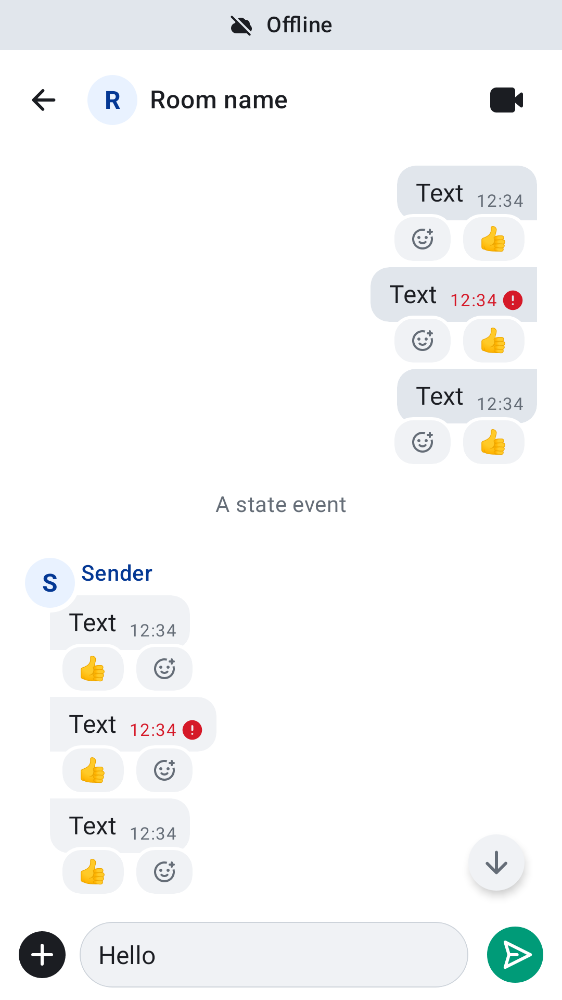 Offline
R Room name
Text 12:34
👍
Text 12:34
👍
Text 12:34
👍
A state event
S Sender
Text 12:34
👍
Text 12:34
👍
Text 12:34
👍
Hello